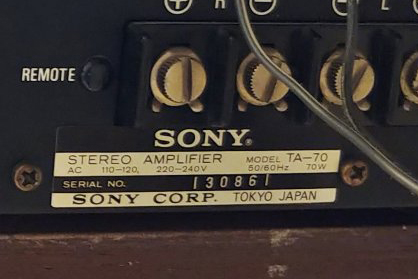 R L
REMOTE
SONY®
STEREO AMPLIFIER MODEL TA-70
AC 110-120, 220-240V 50/60Hz 70W
SERIAL NO. 130861
SONY CORP. TOKYO JAPAN